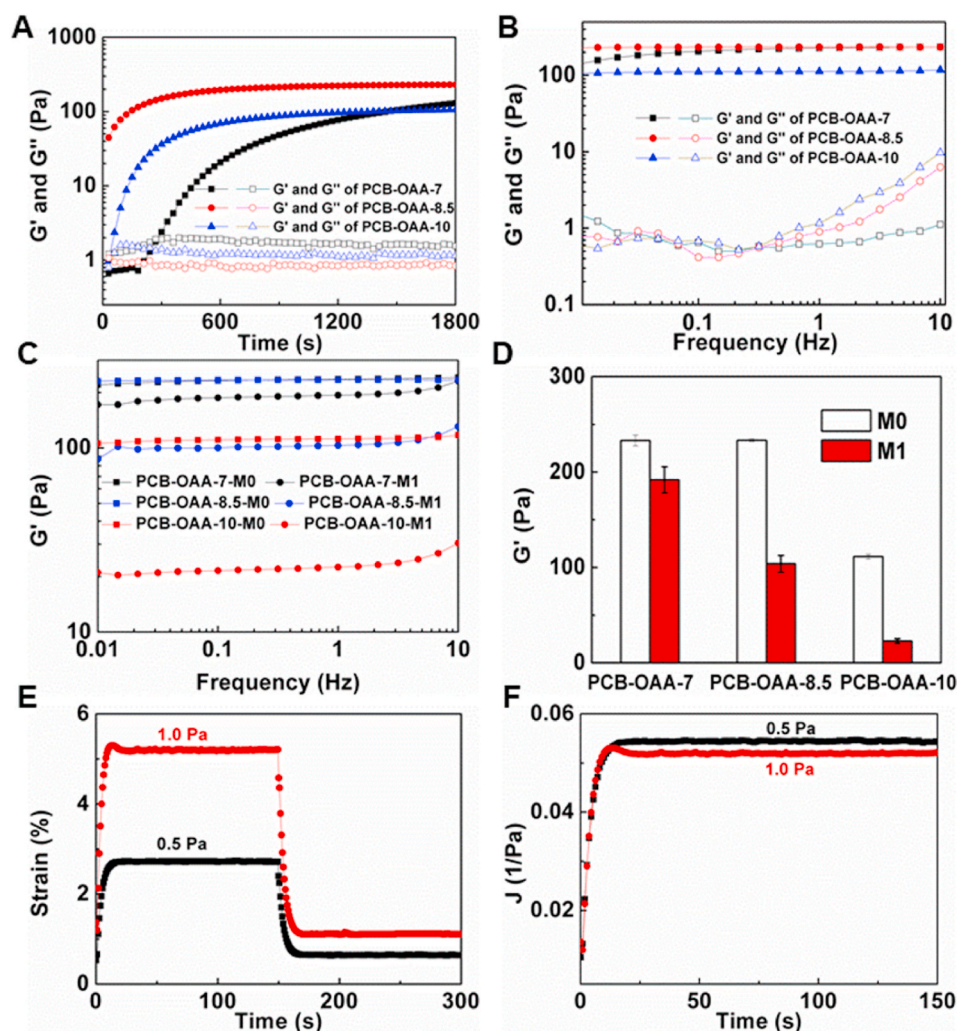 A
G' and G'' (Pa)
1000
100
10
1
G' and G'' of PCB-OAA-7
G' and G'' of PCB-OAA-8.5
G' and G'' of PCB-OAA-10
0 600 1200 1800
Time (s)
B
G' and G'' (Pa)
100
10
1
0.1
G' and G'' of PCB-OAA-7
G' and G'' of PCB-OAA-8.5
G' and G'' of PCB-OAA-10
0.1 1 10
Frequency (Hz)
C
G' (Pa)
100
10
PCB-OAA-7-M0 PCB-OAA-7-M1
PCB-OAA-8.5-M0 PCB-OAA-8.5-M1
PCB-OAA-10-M0 PCB-OAA-10-M1
0.01 0.1 1 10
Frequency (Hz)
D
G' (Pa)
300
200
100
0
M0
M1
PCB-OAA-7 PCB-OAA-8.5 PCB-OAA-10
E
Strain (%)
6
4
2
0
1.0 Pa
0.5 Pa
0 100 200 300
Time (s)
F
J (1/Pa)
0.06
0.04
0.02
0.5 Pa
1.0 Pa
0 50 100 150
Time (s)